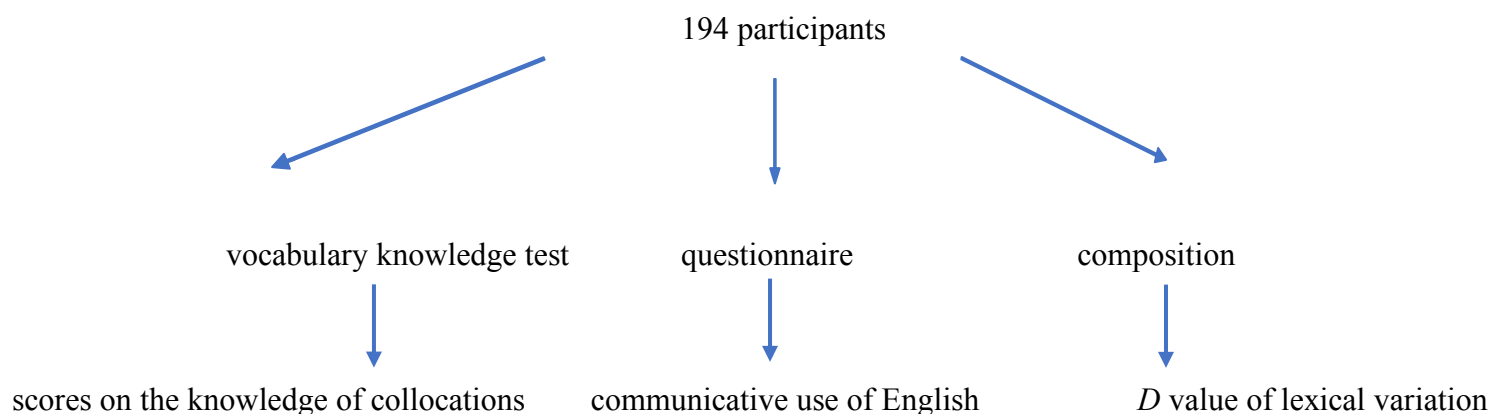 194 participants
vocabulary knowledge test questionnaire composition
scores on the knowledge of collocations communicative use of English D value of lexical variation